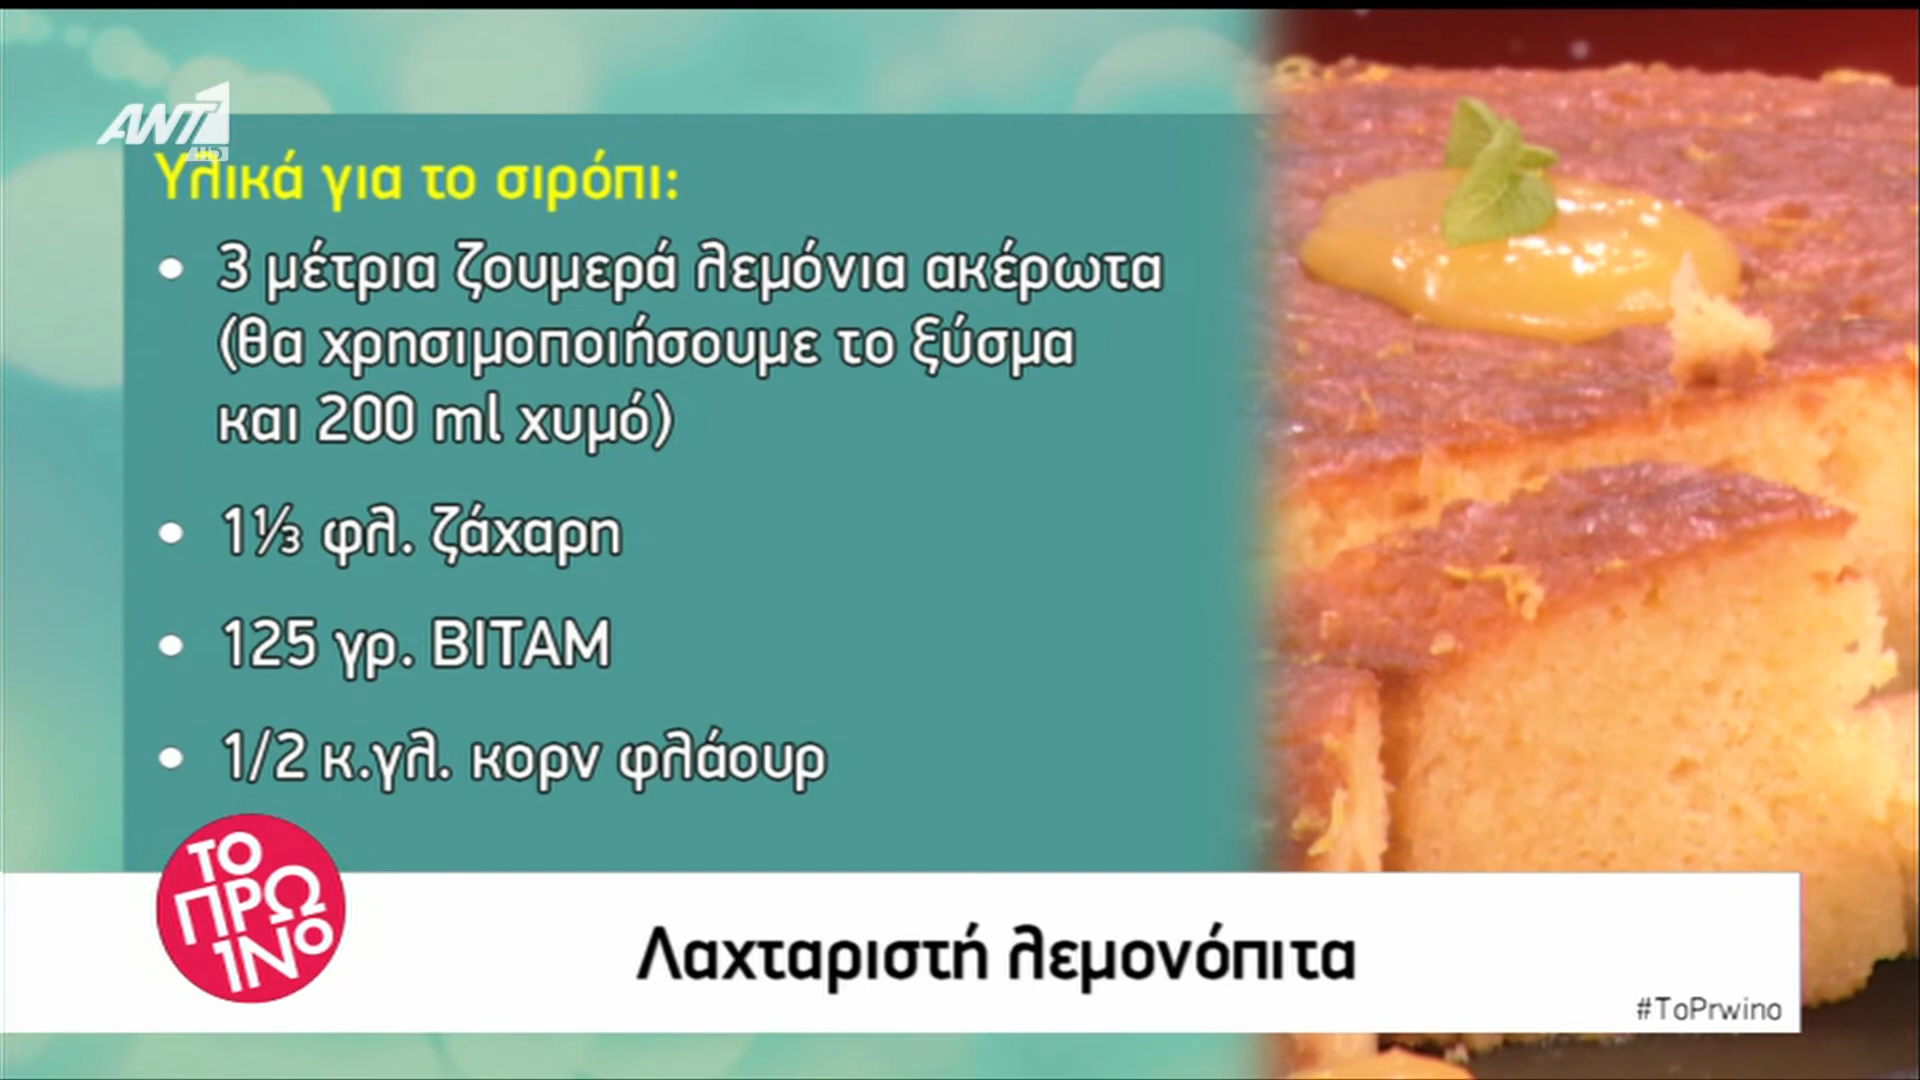 ANT1
HD
Υλικά για το σιρόπι:
• 3 μέτρια ζουμερά λεμόνια ακέρωτα
(θα χρησιμοποιήσουμε το ξύσμα
και 200 ml χυμό)
• 1⅓ φλ. ζάχαρη
• 125 γρ. ΒΙΤΑΜ
• 1/2 κ.γλ. κορν φλάουρ
ΤΟ
ΠΡΩ
ΙΝΟ
Λαχταριστή λεμονόπιτα
#ToPrwino